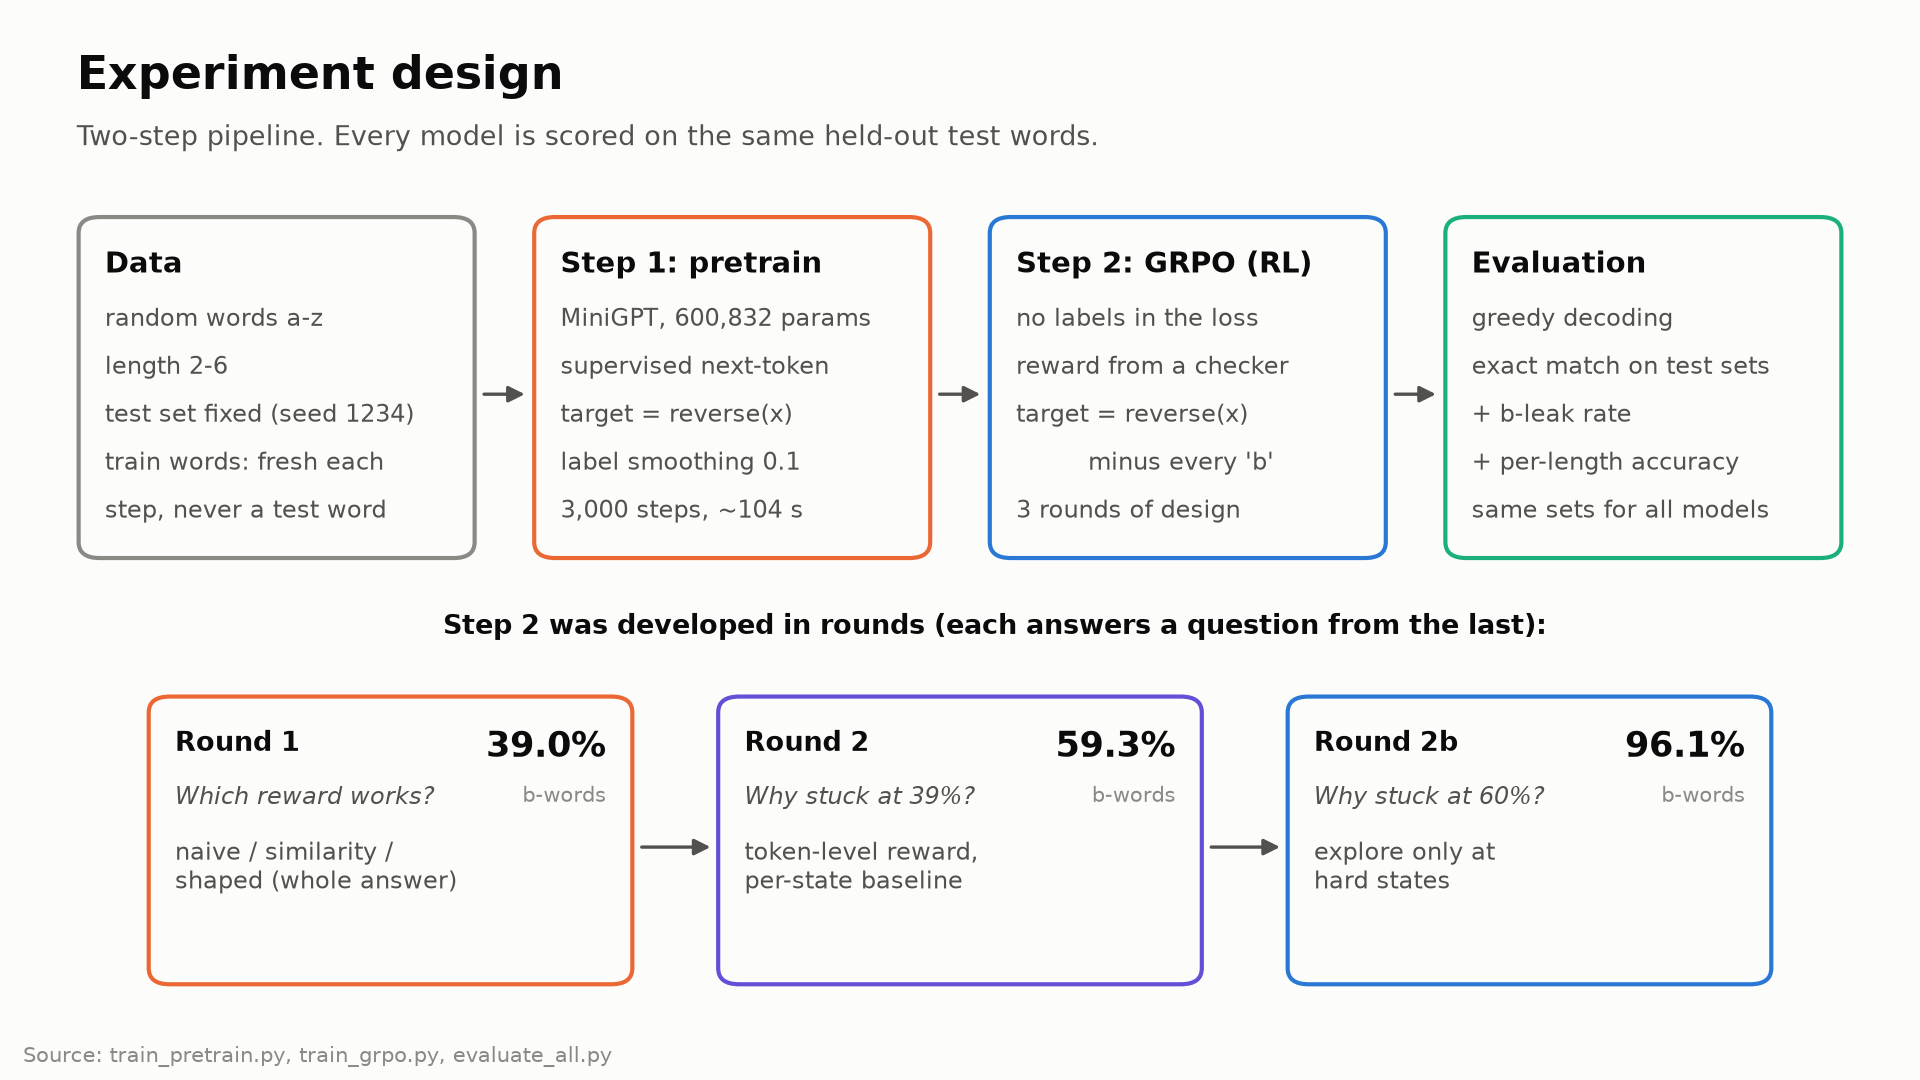 Experiment design
Two-step pipeline. Every model is scored on the same held-out test words.
Data
random words a-z
length 2-6
test set fixed (seed 1234)
train words: fresh each
step, never a test word
Step 1: pretrain
MiniGPT, 600,832 params
supervised next-token
target = reverse(x)
label smoothing 0.1
3,000 steps, ~104 s
Step 2: GRPO (RL)
no labels in the loss
reward from a checker
target = reverse(x)
minus every 'b'
3 rounds of design
Evaluation
greedy decoding
exact match on test sets
+ b-leak rate
+ per-length accuracy
same sets for all models
Step 2 was developed in rounds (each answers a question from the last):
Round 1
39.0%
Which reward works?
b-words
naive / similarity /
shaped (whole answer)
Round 2
59.3%
Why stuck at 39%?
b-words
token-level reward,
per-state baseline
Round 2b
96.1%
Why stuck at 60%?
b-words
explore only at
hard states
Source: train_pretrain.py, train_grpo.py, evaluate_all.py